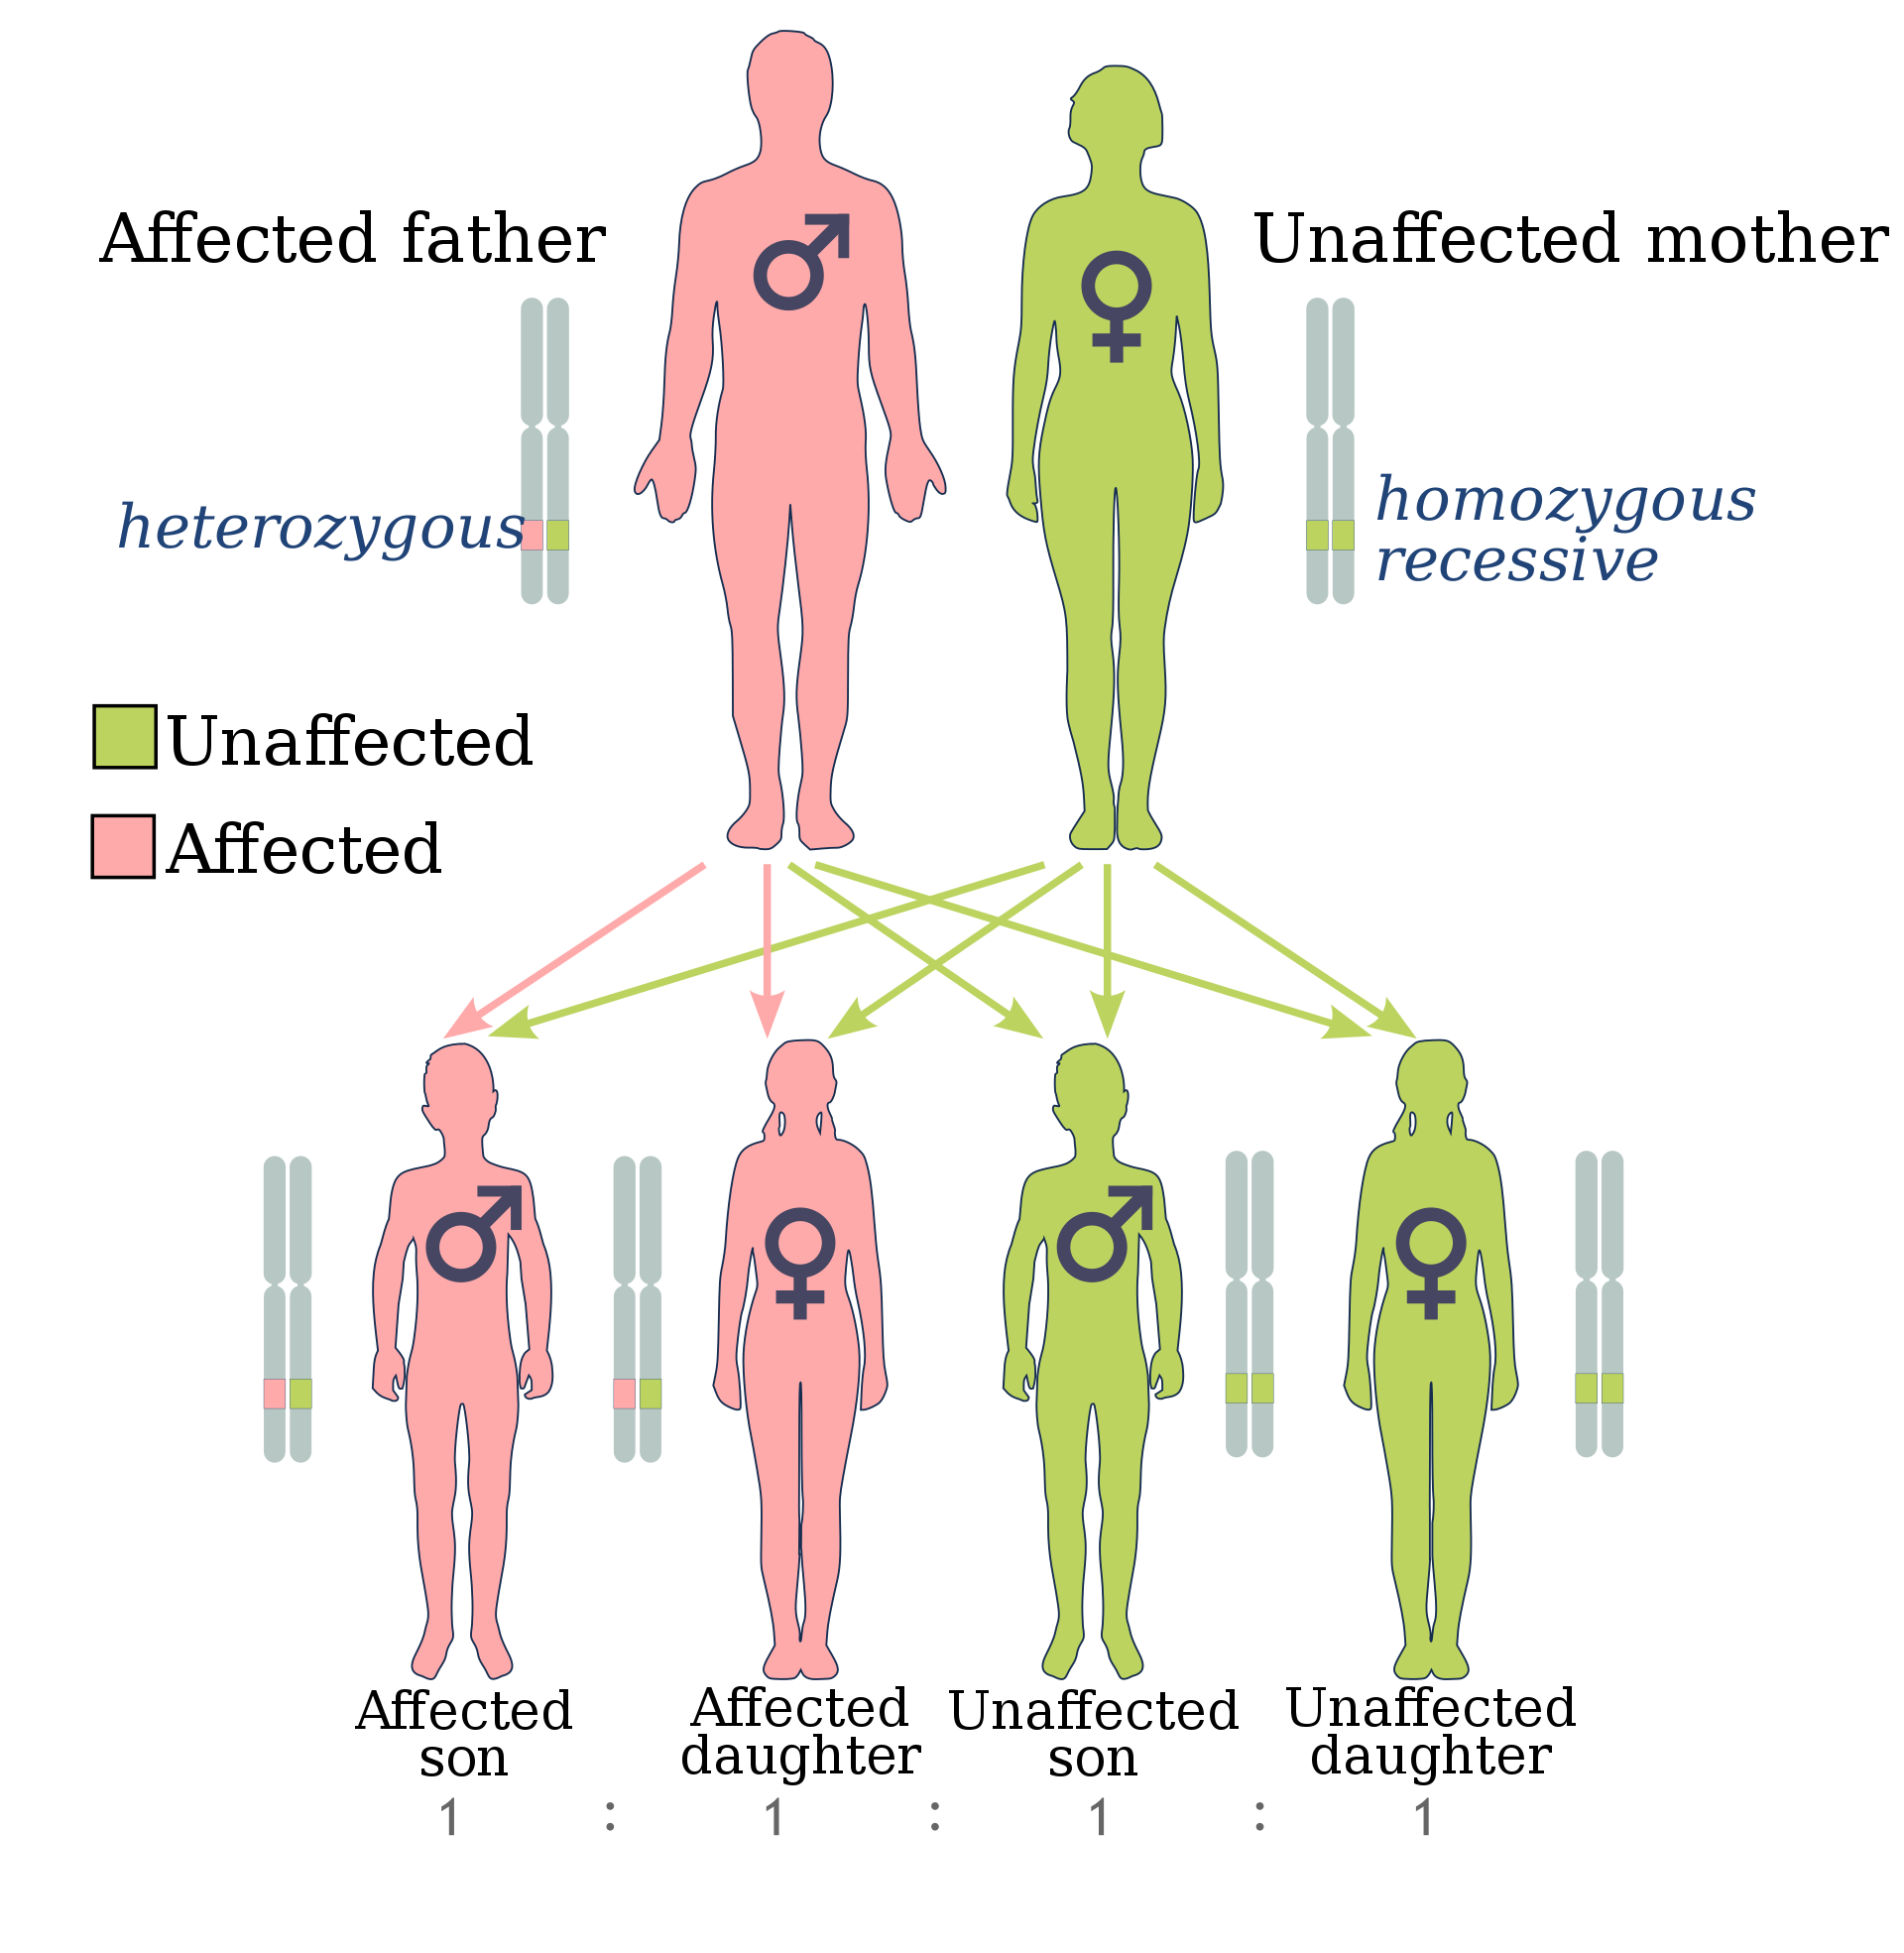 Affected father
Unaffected mother
heterozygous
homozygous
recessive
Unaffected
Affected
Affected
son
Affected
daughter
Unaffected
son
Unaffected
daughter
1 : 1 : 1 : 1